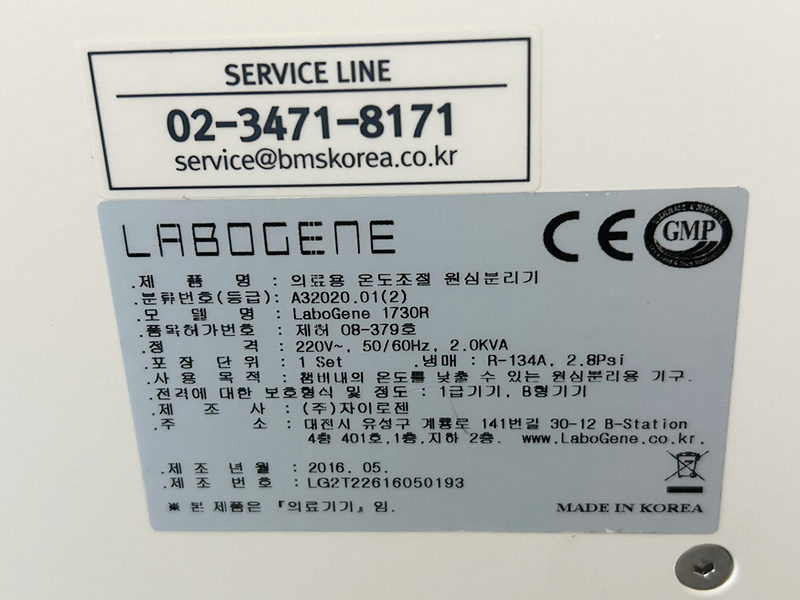 SERVICE LINE
02-3471-8171
service@bmskorea.co.kr
LABOGENE
CE GMP
.제 품 명 : 의료용 온도조절 원심분리기
.분류번호(등급): A32020.01(2)
.모 델 명 : LaboGene 1730R
.품목허가번호 : 제허 08-379호
.정 격 : 220V~, 50/60Hz, 2.0KVA
.포 장 단 위 : 1 Set .냉매 : R-134A, 2.8Psi
.사 용 목 적 : 챔버내의 온도를 낮출 수 있는 원심분리용 기구.
.전격에 대한 보호형식 및 정도 : 1급기기, B형기기
.제 조 사 : (주)자이로젠
.주 소 : 대전시 유성구 계룡로 141번길 30-12 B-Station
4층 401호,1층,지하 2층. www.LaboGene.co.kr.
.제 조 년 월 : 2016. 05.
.제 조 번 호 : LG2T22616050193
※ 본 제품은 『의료기기』임.
MADE IN KOREA